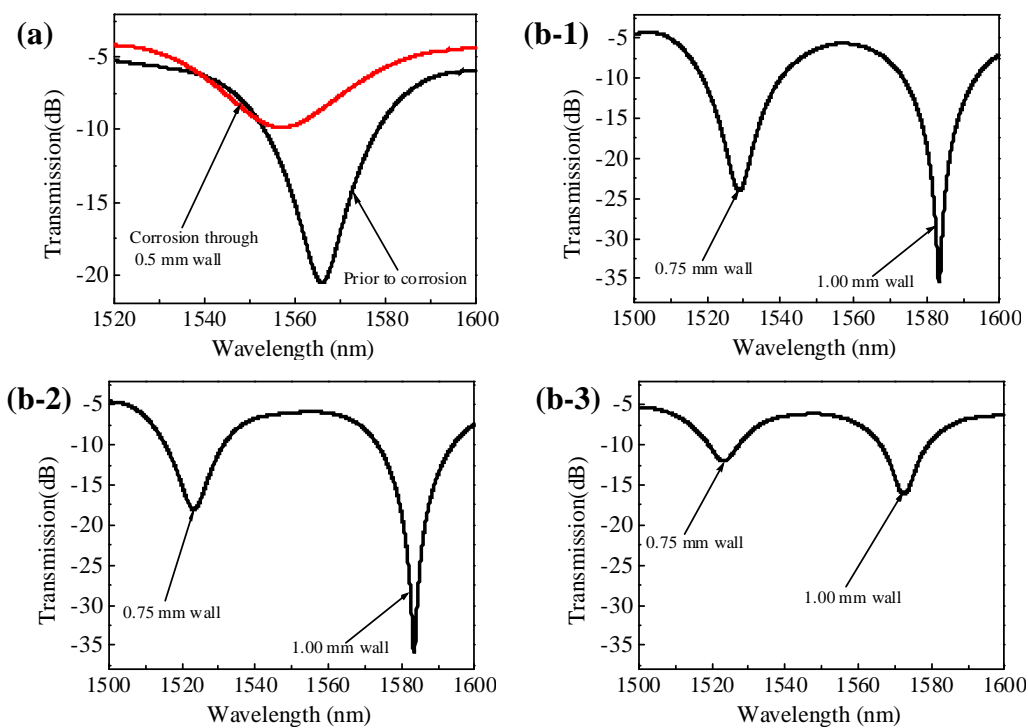 (a)
Transmission(dB)
-5
-10
-15
-20
Corrosion through
0.5 mm wall
Prior to corrosion
1520 1540 1560 1580 1600
Wavelength (nm)
(b-1)
Transmission(dB)
-5
-10
-15
-20
-25
-30
-35
0.75 mm wall
1.00 mm wall
1500 1520 1540 1560 1580 1600
Wavelength (nm)
(b-2)
Transmission(dB)
-5
-10
-15
-20
-25
-30
-35
0.75 mm wall
1.00 mm wall
1500 1520 1540 1560 1580 1600
Wavelength (nm)
(b-3)
Transmission(dB)
-5
-10
-15
-20
-25
-30
-35
0.75 mm wall
1.00 mm wall
1500 1520 1540 1560 1580 1600
Wavelength (nm)